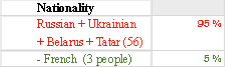 Nationality
Russian + Ukrainian 95 %
+ Belarus + Tatar (56)
- French (3 people) 5 %